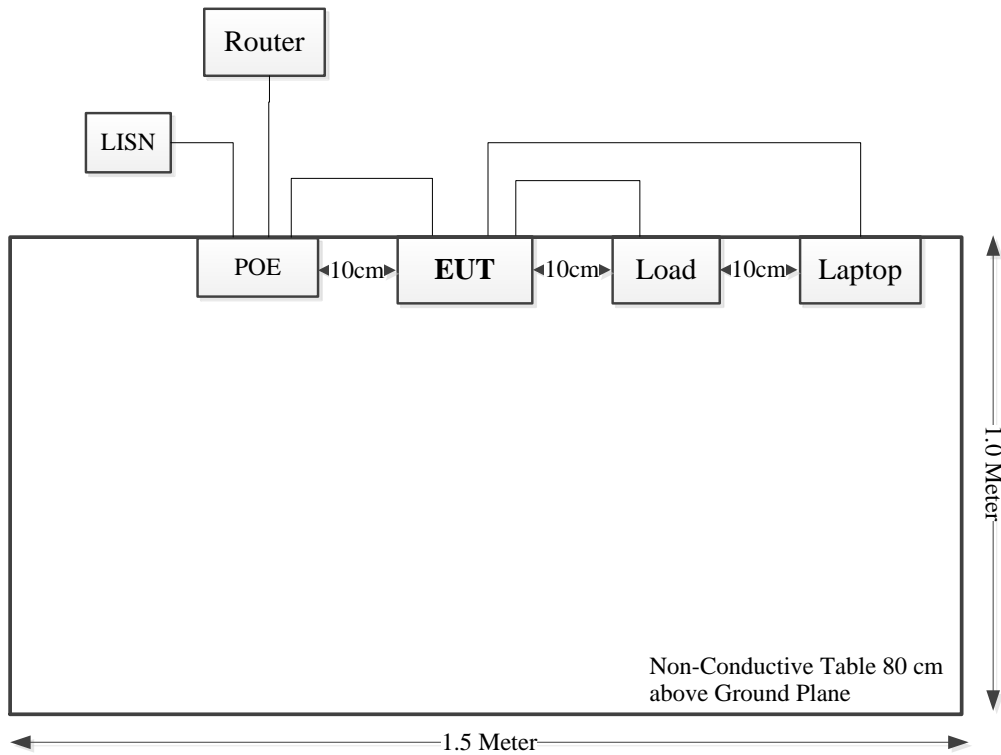 Router
LISN
POE
10cm
EUT
10cm
Load
10cm
Laptop
1.0 Meter
Non-Conductive Table 80 cm
above Ground Plane
1.5 Meter